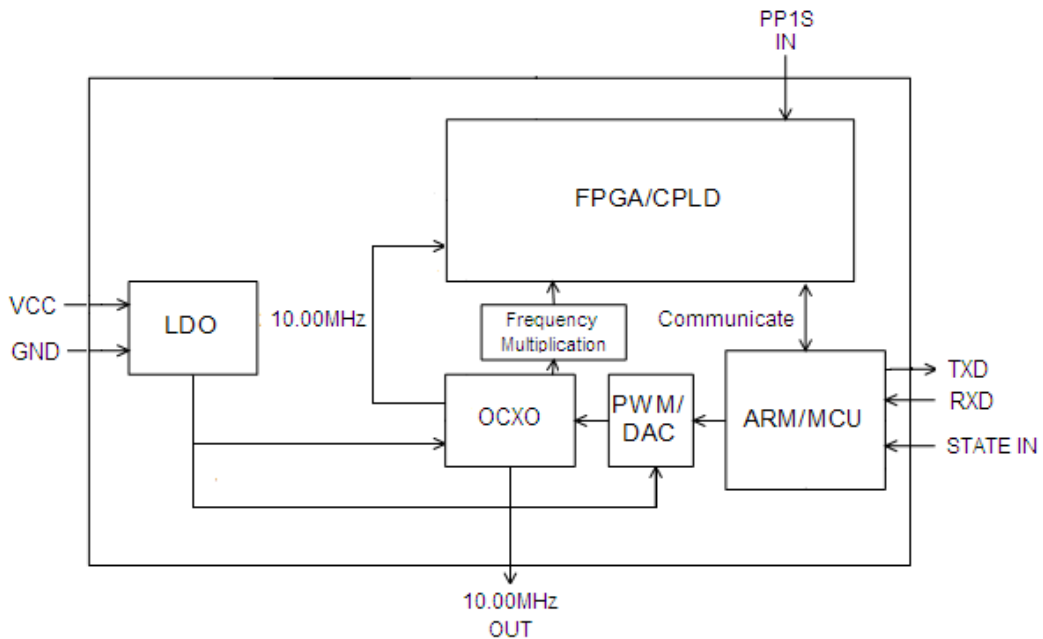 PP1S
IN
FPGA/CPLD
VCC
GND
LDO
10.00MHz
Frequency
Multiplication
Communicate
OCXO
PWM/
DAC
ARM/MCU
TXD
RXD
STATE IN
10.00MHz
OUT